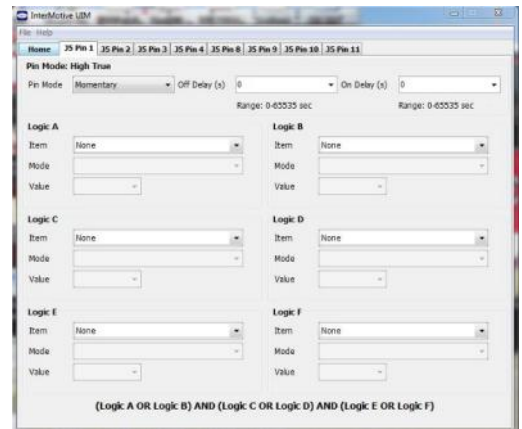 InterMotive UIM
File Help
Home J5 Pin 1 J5 Pin 2 J5 Pin 3 J5 Pin 4 J5 Pin 8 J5 Pin 9 J5 Pin 10 J5 Pin 11
Pin Mode: High True
Pin Mode Momentary Off Delay (s) 0 On Delay (s) 0
Range: 0-65535 sec Range: 0-65535 sec
Logic A Logic B
Item None Item None
Mode Mode
Value Value
Logic C Logic D
Item None Item None
Mode Mode
Value Value
Logic E Logic F
Item None Item None
Mode Mode
Value Value
(Logic A OR Logic B) AND (Logic C OR Logic D) AND (Logic E OR Logic F)